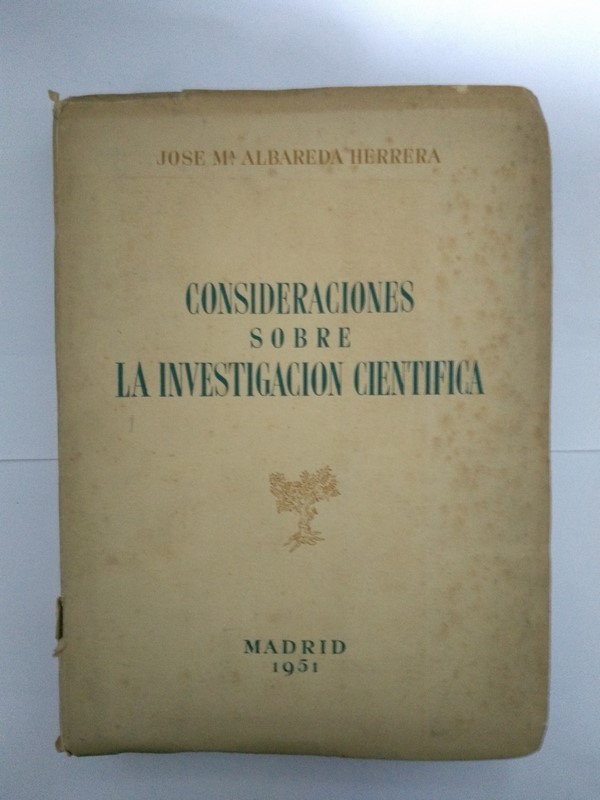 JOSE Mª ALBAREDA HERRERA
CONSIDERACIONES
SOBRE
LA INVESTIGACION CIENTIFICA
MADRID
1951